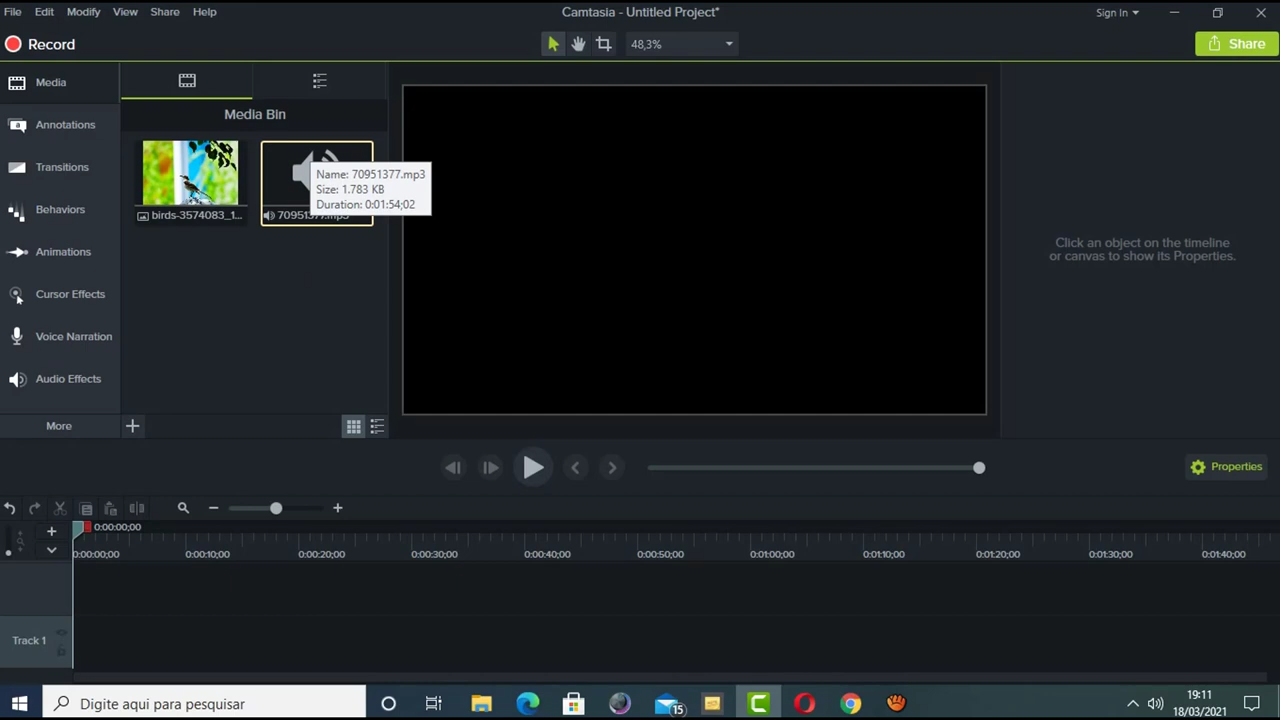 File Edit Modify View Share Help
Camtasia - Untitled Project*
Sign In
Record
48,3%
Share
Media
Annotations
Transitions
Behaviors
Animations
Cursor Effects
Voice Narration
Audio Effects
More
Media Bin
birds-3574083_1...
70951377.mp3
Name: 70951377.mp3
Size: 1.783 KB
Duration: 0:01:54;02
Click an object on the timeline
or canvas to show its Properties.
Properties
0:00:00;00
0:00:00;00 0:00:10;00 0:00:20;00 0:00:30;00 0:00:40;00 0:00:50;00 0:01:00;00 0:01:10;00 0:01:20;00 0:01:30;00 0:01:40;00
Track 1
Digite aqui para pesquisar
15
19:11
18/03/2021